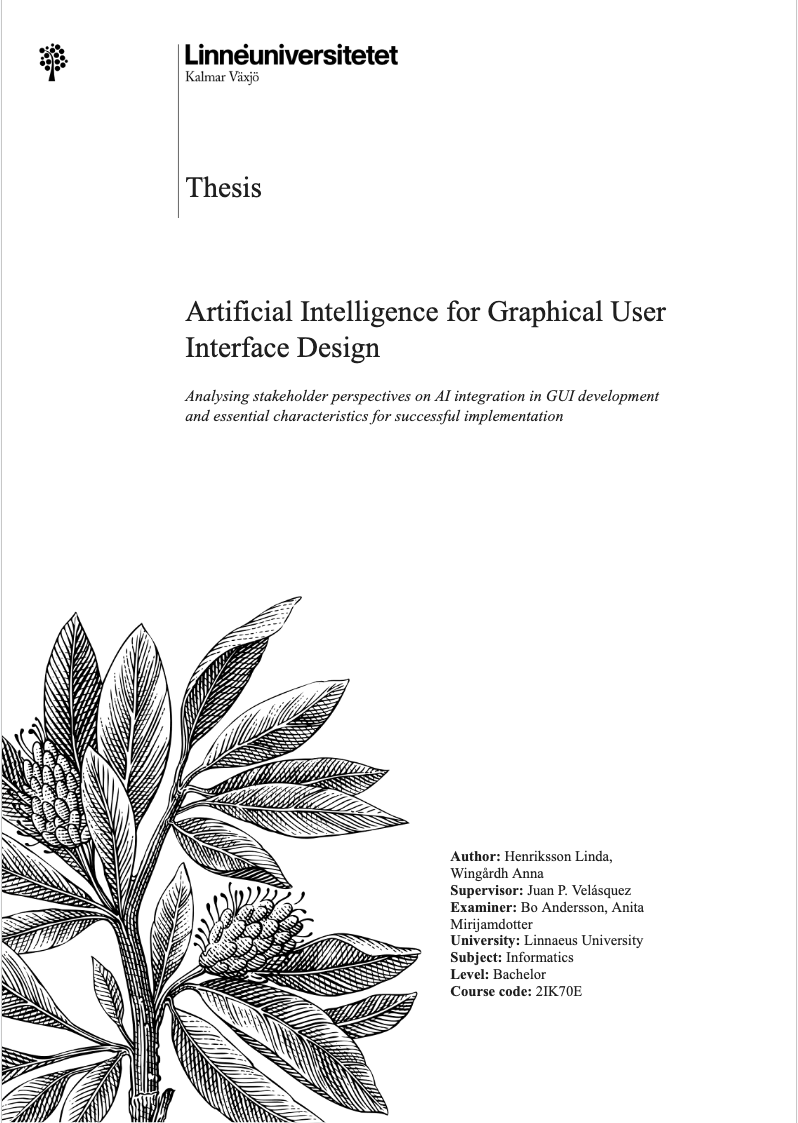 Linnéuniversitetet
Kalmar Växjö
Thesis
Artificial Intelligence for Graphical User
Interface Design
Analysing stakeholder perspectives on AI integration in GUI development
and essential characteristics for successful implementation
Author: Henriksson Linda,
Wingårdh Anna
Supervisor: Juan P. Velásquez
Examiner: Bo Andersson, Anita
Mirijamdotter
University: Linnaeus University
Subject: Informatics
Level: Bachelor
Course code: 2IK70E